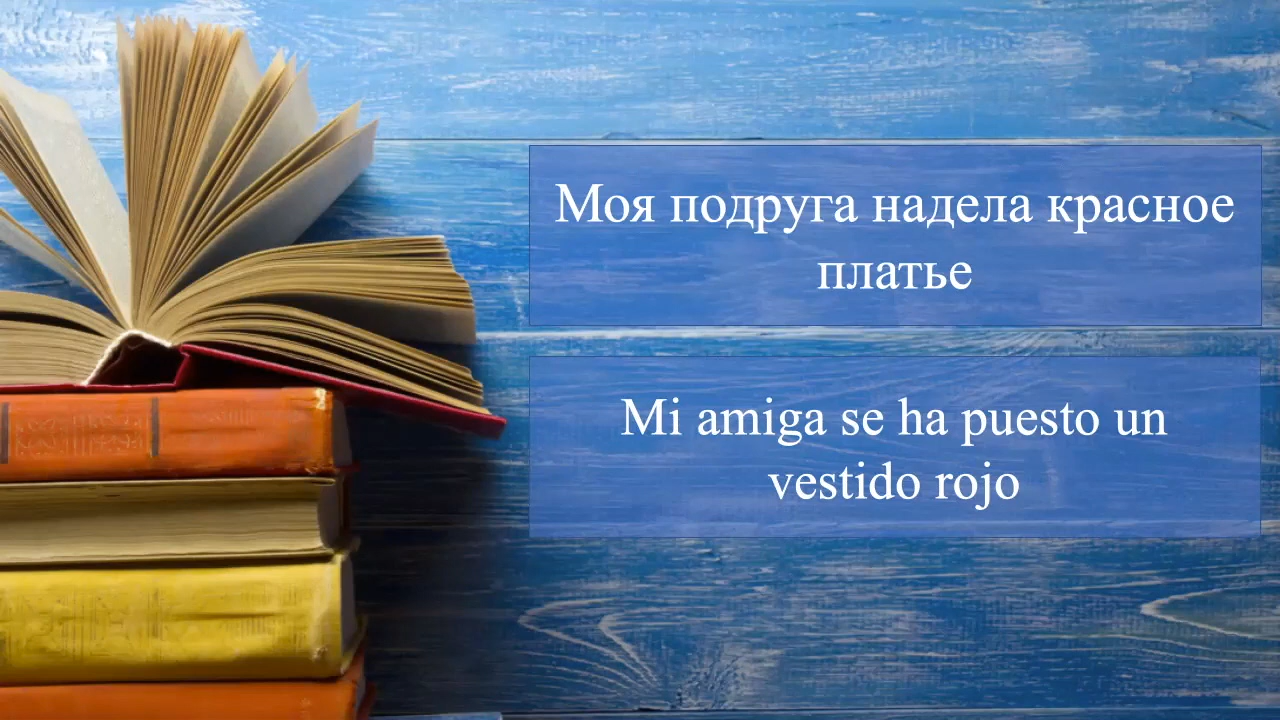 Моя подруга надела красное
платье
Mi amiga se ha puesto un
vestido rojo